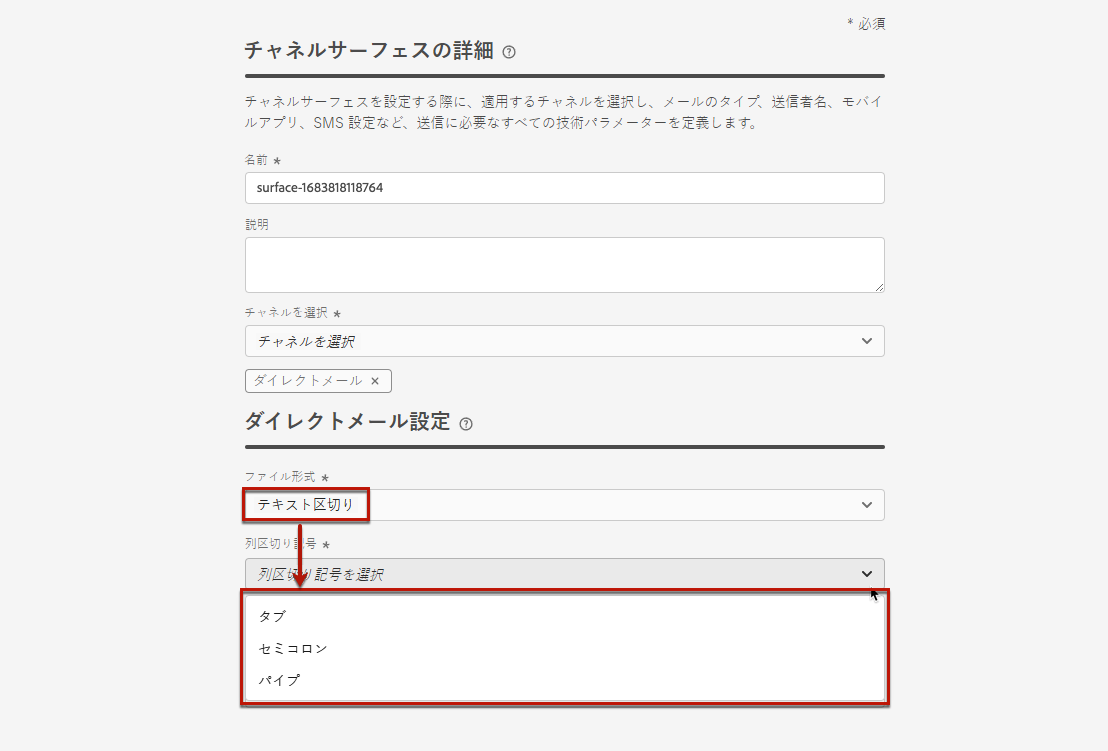 * 必須
チャネルサーフェスの詳細 ?
チャネルサーフェスを設定する際に、適用するチャネルを選択し、メールのタイプ、送信者名、モバイ
ルアプリ、SMS 設定など、送信に必要なすべての技術パラメーターを定義します。
名前 *
surface-1683818118764
説明
チャネルを選択 *
チャネルを選択
ダイレクトメール ×
ダイレクトメール設定 ?
ファイル形式 *
テキスト区切り
列区切り記号 *
列区切り記号を選択
タブ
セミコロン
パイプ